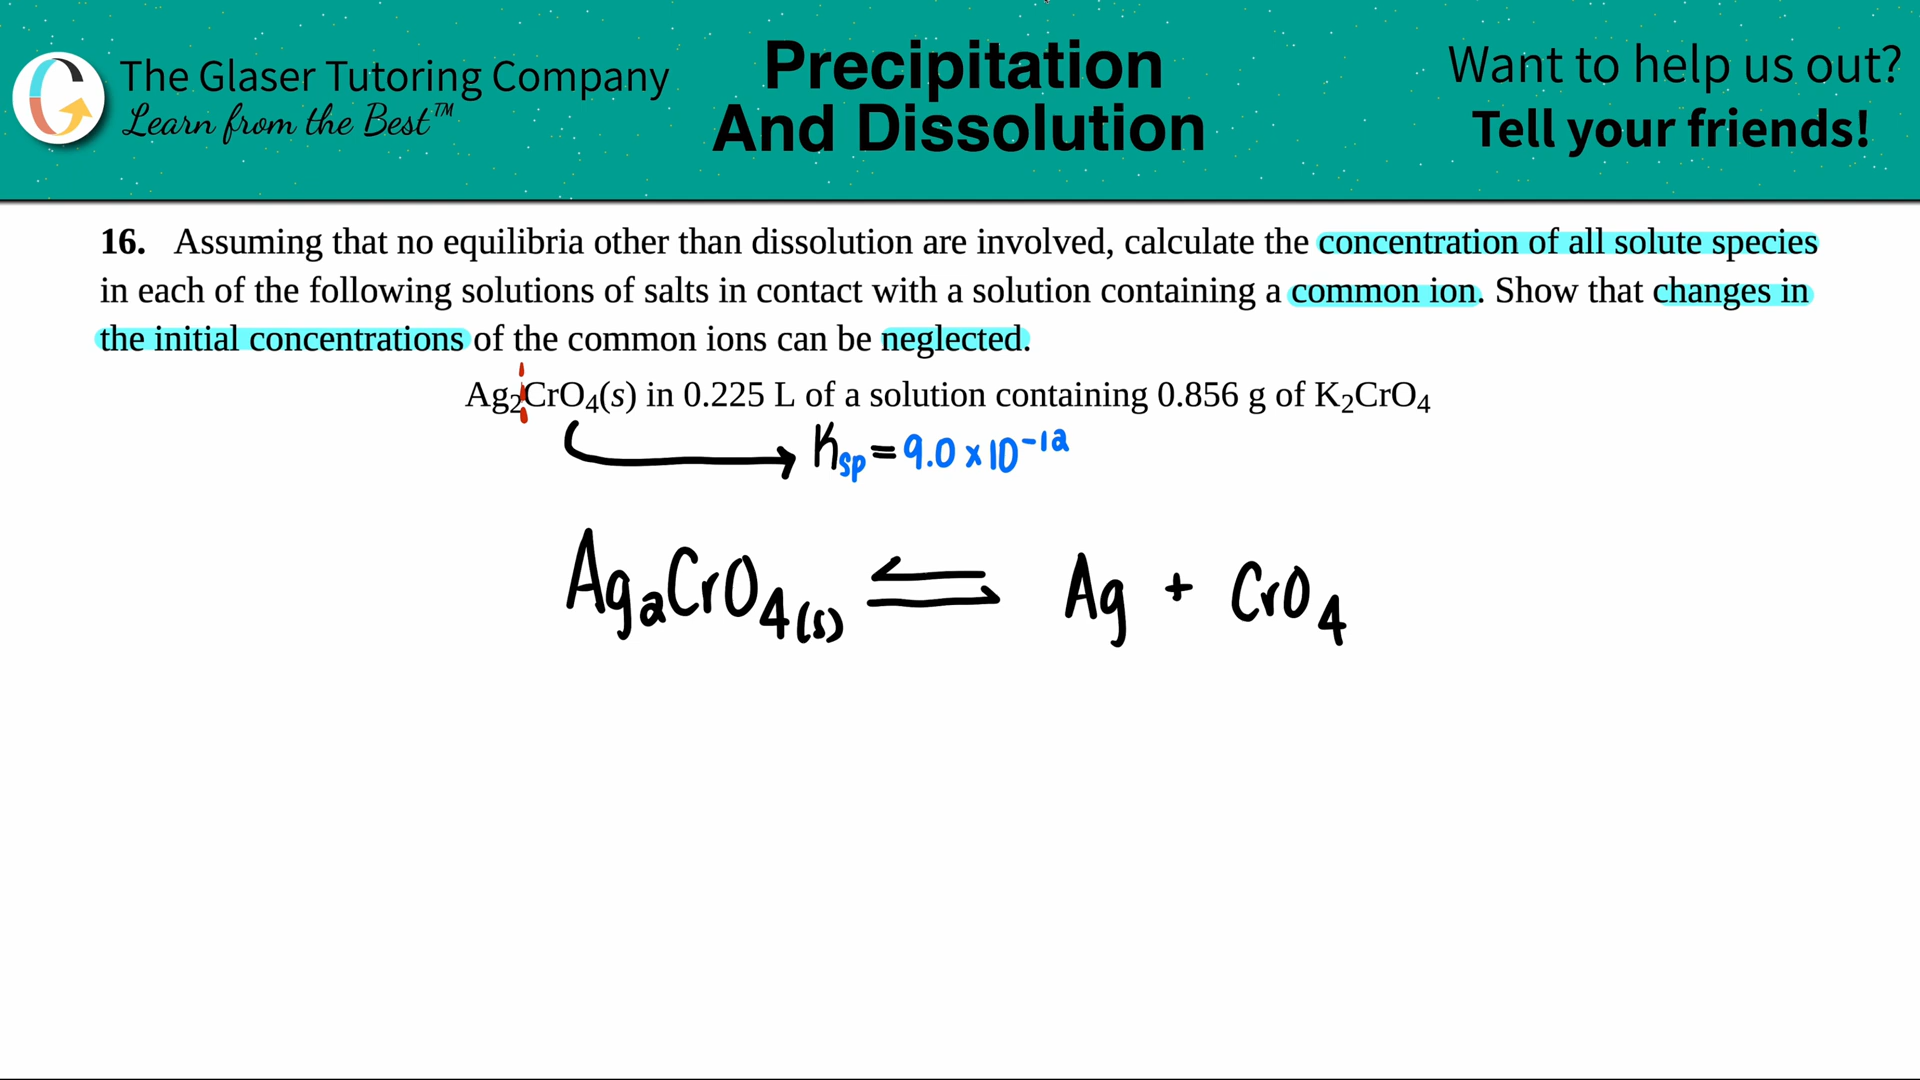 The Glaser Tutoring Company
Learn from the Best™
Precipitation
And Dissolution
Want to help us out?
Tell your friends!
16. Assuming that no equilibria other than dissolution are involved, calculate the concentration of all solute species
in each of the following solutions of salts in contact with a solution containing a common ion. Show that changes in
the initial concentrations of the common ions can be neglected.
Ag₂CrO₄(s) in 0.225 L of a solution containing 0.856 g of K₂CrO₄
Ksp = 9.0 x 10⁻¹²
Ag₂CrO₄(s) ⇌ Ag + CrO₄